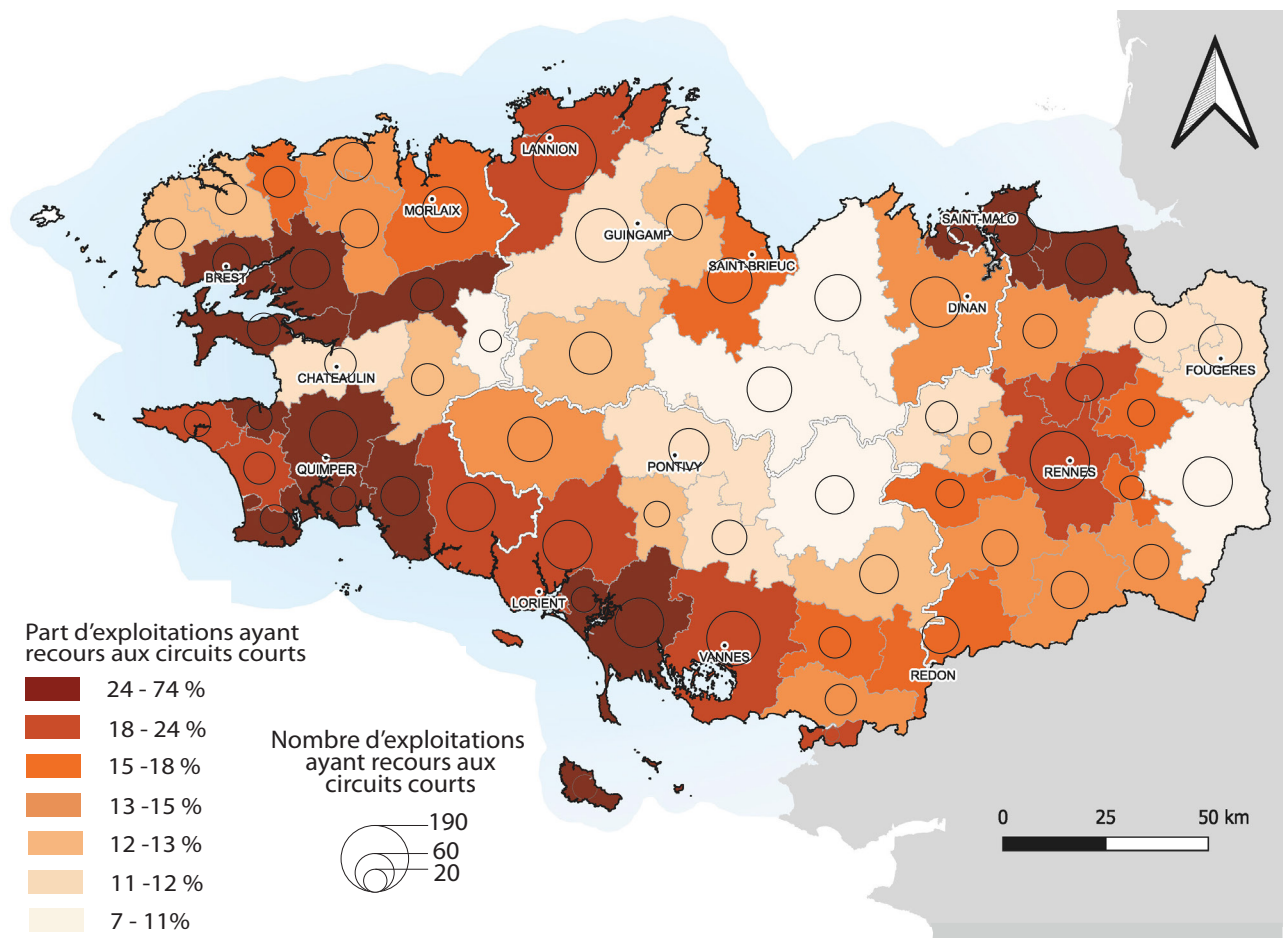 LANNION
MORLAIX
GUINGAMP
SAINT-MALO
SAINT-BRIEUC
BREST
DINAN
CHATEAULIN
FOUGERES
QUIMPER
PONTIVY
RENNES
LORIENT
VANNES
REDON
Part d'exploitations ayant
recours aux circuits courts
24 - 74 %
18 - 24 %
15 -18 %
13 -15 %
12 -13 %
11 -12 %
7 - 11%
Nombre d'exploitations
ayant recours aux
circuits courts
190
60
20
0 25 50 km